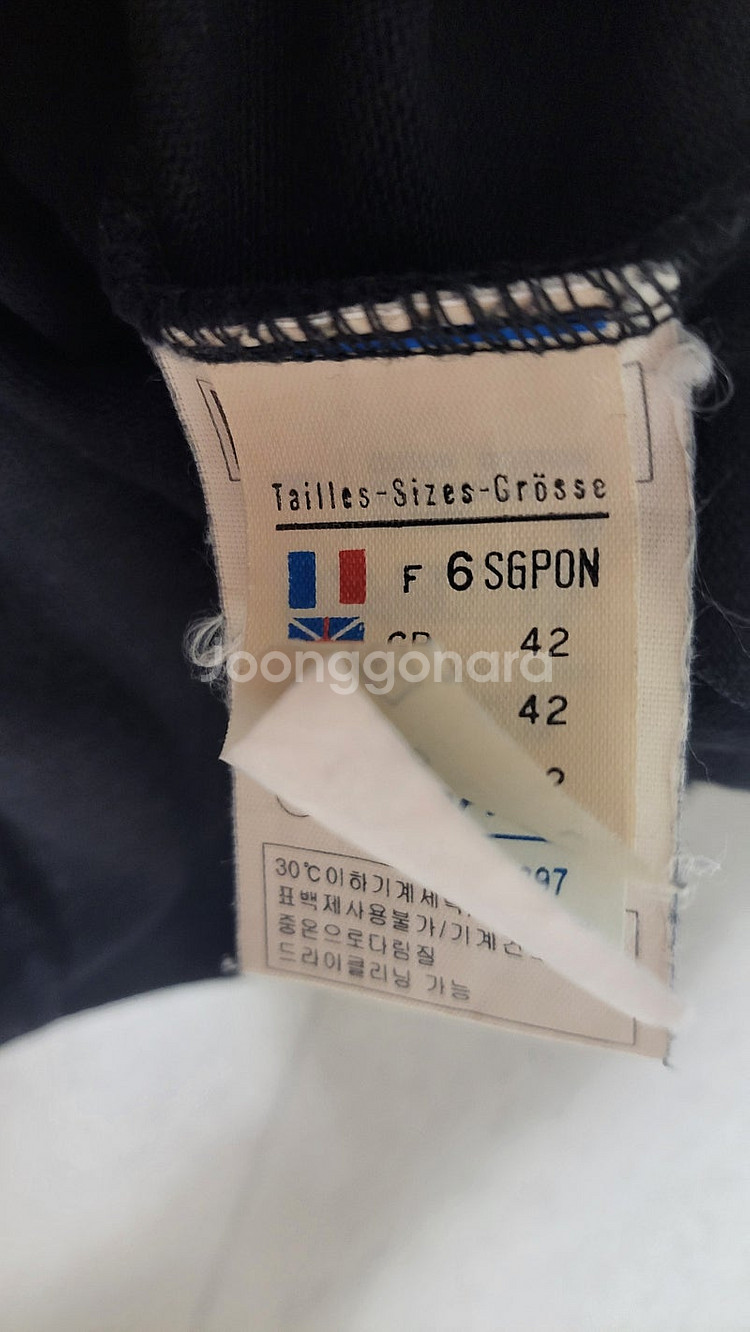 Tailles-Sizes-Grösse
F 6 SGPON
42
Joonggonara
42
30℃이하기계세
표백제사용불가/기계건
중온으로다림질
드라이클리닝 가능